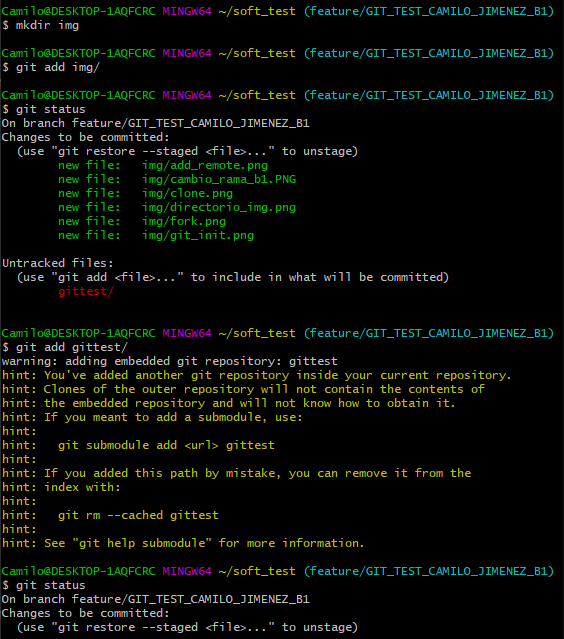 Camilo@DESKTOP-1AQFCRC MINGW64 ~/soft_test (feature/GIT_TEST_CAMILO_JIMENEZ_B1)
$ mkdir img
Camilo@DESKTOP-1AQFCRC MINGW64 ~/soft_test (feature/GIT_TEST_CAMILO_JIMENEZ_B1)
$ git add img/
Camilo@DESKTOP-1AQFCRC MINGW64 ~/soft_test (feature/GIT_TEST_CAMILO_JIMENEZ_B1)
$ git status
On branch feature/GIT_TEST_CAMILO_JIMENEZ_B1
Changes to be committed:
  (use "git restore --staged <file>..." to unstage)
        new file:   img/add_remote.png
        new file:   img/cambio_rama_b1.PNG
        new file:   img/clone.png
        new file:   img/directorio_img.png
        new file:   img/fork.png
        new file:   img/git_init.png
Untracked files:
  (use "git add <file>..." to include in what will be committed)
        gittest/
Camilo@DESKTOP-1AQFCRC MINGW64 ~/soft_test (feature/GIT_TEST_CAMILO_JIMENEZ_B1)
$ git add gittest/
warning: adding embedded git repository: gittest
hint: You've added another git repository inside your current repository.
hint: Clones of the outer repository will not contain the contents of
hint: the embedded repository and will not know how to obtain it.
hint: If you meant to add a submodule, use:
hint:
hint:   git submodule add <url> gittest
hint:
hint: If you added this path by mistake, you can remove it from the
hint: index with:
hint:
hint:   git rm --cached gittest
hint:
hint: See "git help submodule" for more information.
Camilo@DESKTOP-1AQFCRC MINGW64 ~/soft_test (feature/GIT_TEST_CAMILO_JIMENEZ_B1)
$ git status
On branch feature/GIT_TEST_CAMILO_JIMENEZ_B1
Changes to be committed:
  (use "git restore --staged <file>..." to unstage)